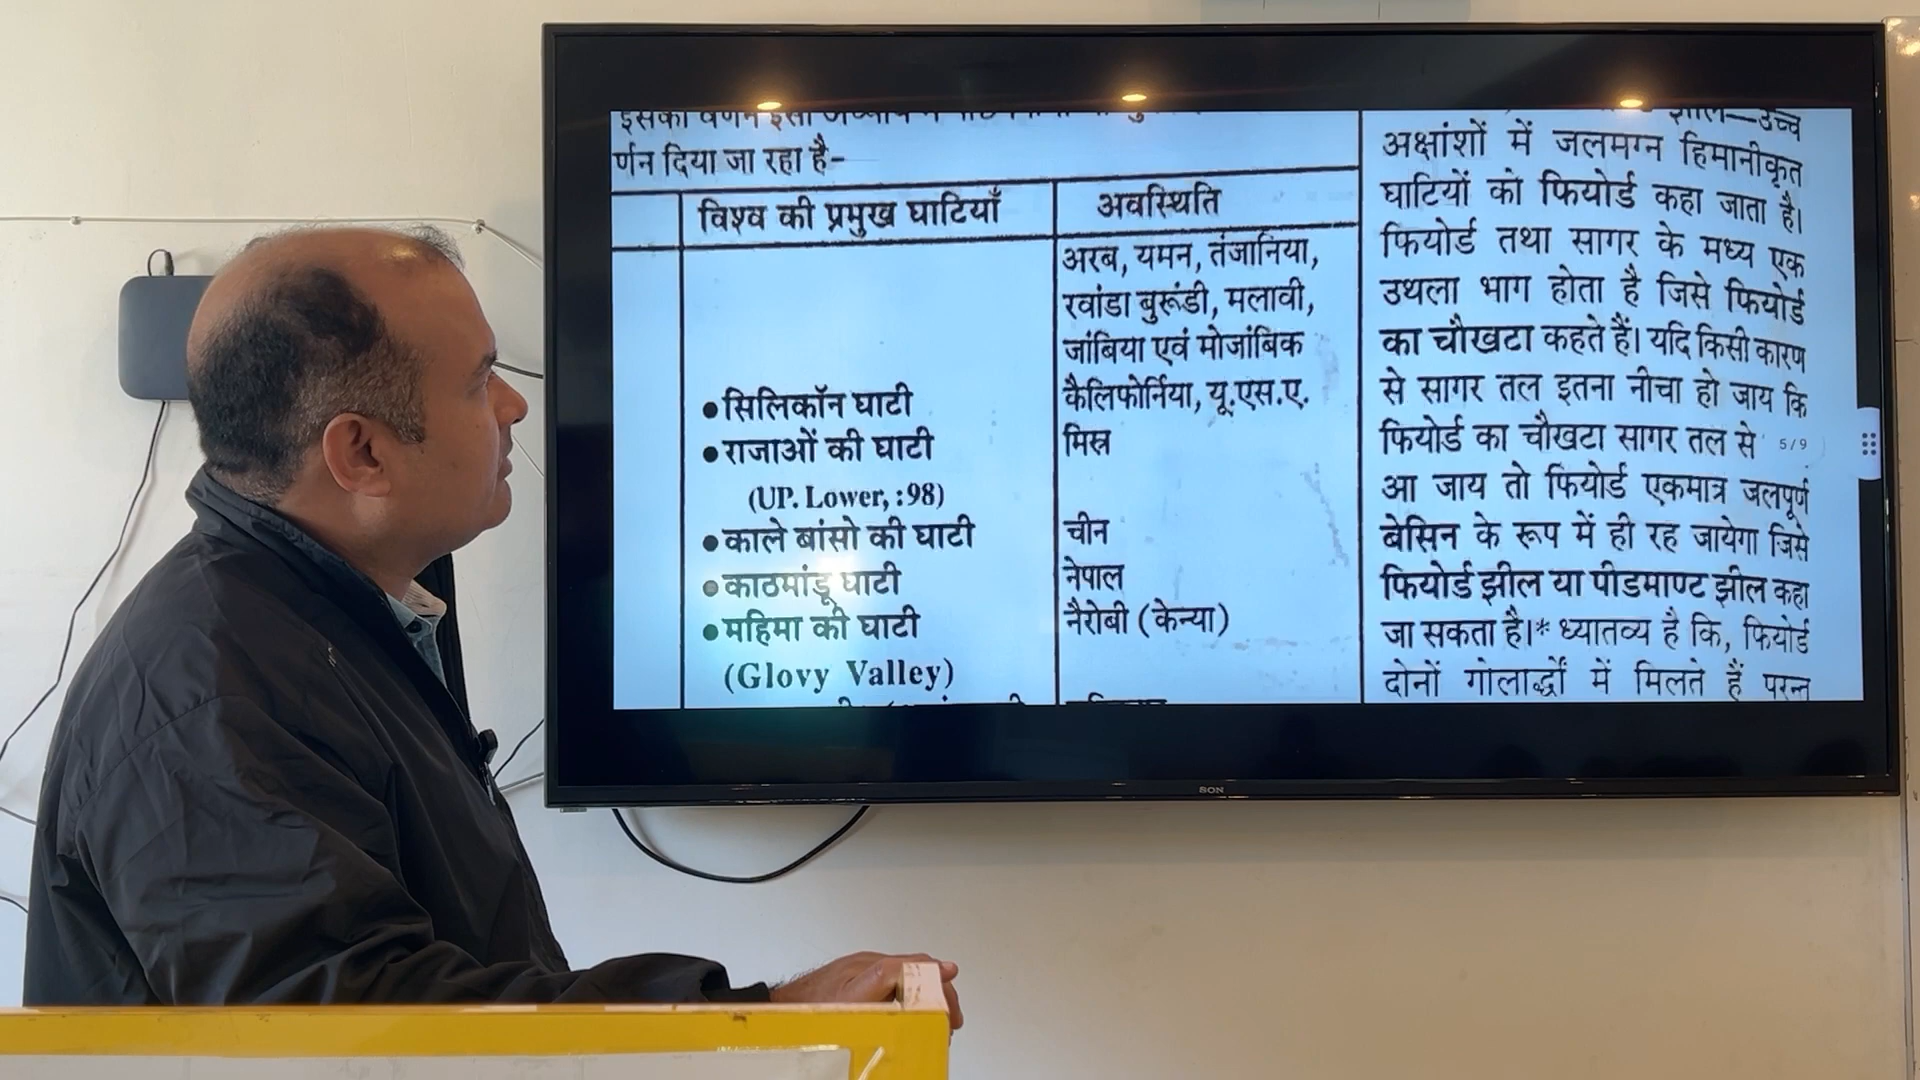 र्णन दिया जा रहा है-
विश्व की प्रमुख घाटियाँ
अवस्थिति
अरब, यमन, तंजानिया,
रवांडा बुरूंडी, मलावी,
जांबिया एवं मोजांबिक
●सिलिकॉन घाटी
कैलिफोर्निया, यू.एस.ए.
●राजाओं की घाटी
मिस्र
(UP. Lower, :98)
●काले बांसो की घाटी
चीन
●काठमांडू घाटी
नेपाल
●महिमा की घाटी
नैरोबी (केन्या)
(Glovy Valley)
झील—उच्च
अक्षांशों में जलमग्न हिमानीकृत
घाटियों को फियोर्ड कहा जाता है।
फियोर्ड तथा सागर के मध्य एक
उथला भाग होता है जिसे फियोर्ड
का चौखटा कहते हैं। यदि किसी कारण
से सागर तल इतना नीचा हो जाय कि
फियोर्ड का चौखटा सागर तल से
5/9
आ जाय तो फियोर्ड एकमात्र जलपूर्ण
बेसिन के रूप में ही रह जायेगा जिसे
फियोर्ड झील या पीडमाण्ट झील कहा
जा सकता है।* ध्यातव्य है कि, फियोर्ड
दोनों गोलार्द्धों में मिलते हैं
SON